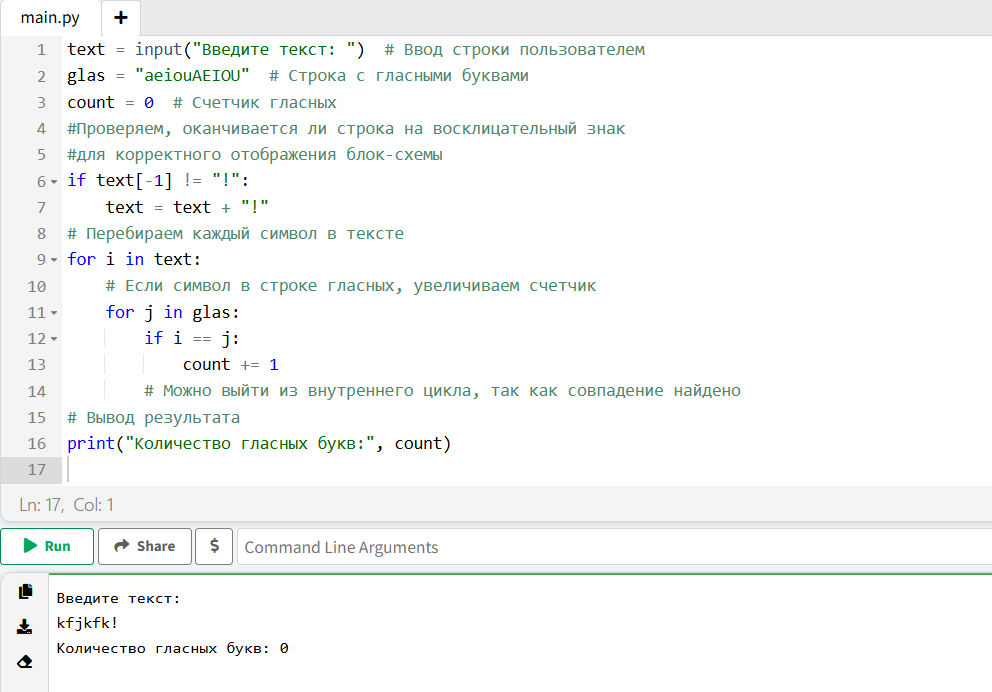 main.py +
1 text = input("Введите текст: ")  # Ввод строки пользователем
2 glas = "aeiouAEIOU"  # Строка с гласными буквами
3 count = 0  # Счетчик гласных
4 #Проверяем, оканчивается ли строка на восклицательный знак
5 #для корректного отображения блок-схемы
6 if text[-1] != "!":
7     text = text + "!"
8 # Перебираем каждый символ в тексте
9 for i in text:
10     # Если символ в строке гласных, увеличиваем счетчик
11     for j in glas:
12         if i == j:
13             count += 1
14         # Можно выйти из внутреннего цикла, так как совпадение найдено
15 # Вывод результата
16 print("Количество гласных букв:", count)
17
Ln: 17, Col: 1
Run Share $ Command Line Arguments
Введите текст:
kfjkfk!
Количество гласных букв: 0